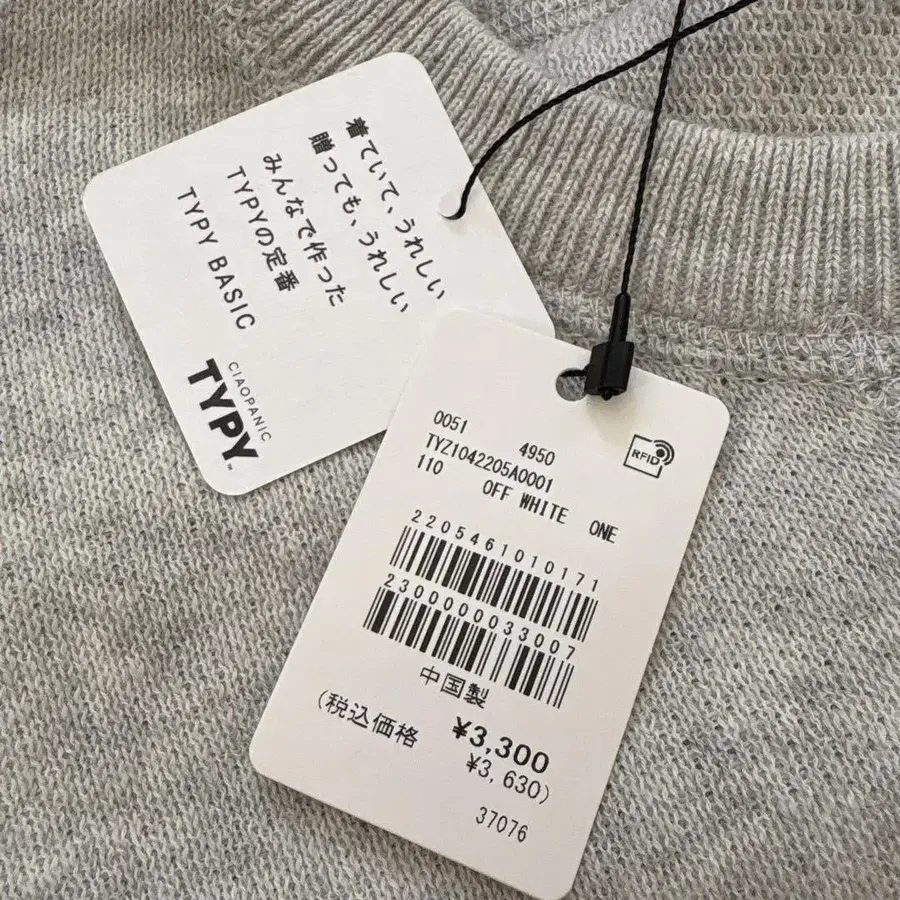 着ていて、うれしい
贈っても、うれしい
みんなで作った
TYPYの定番
TYPY BASIC
CIAOPANIC
TYPY™
0051 4950
TYZ1042205A0001
110 OFF WHITE ONE
RFID
2205461010171
2300000033007
中国製
¥3,300
(税込価格 ¥3,630)
37076